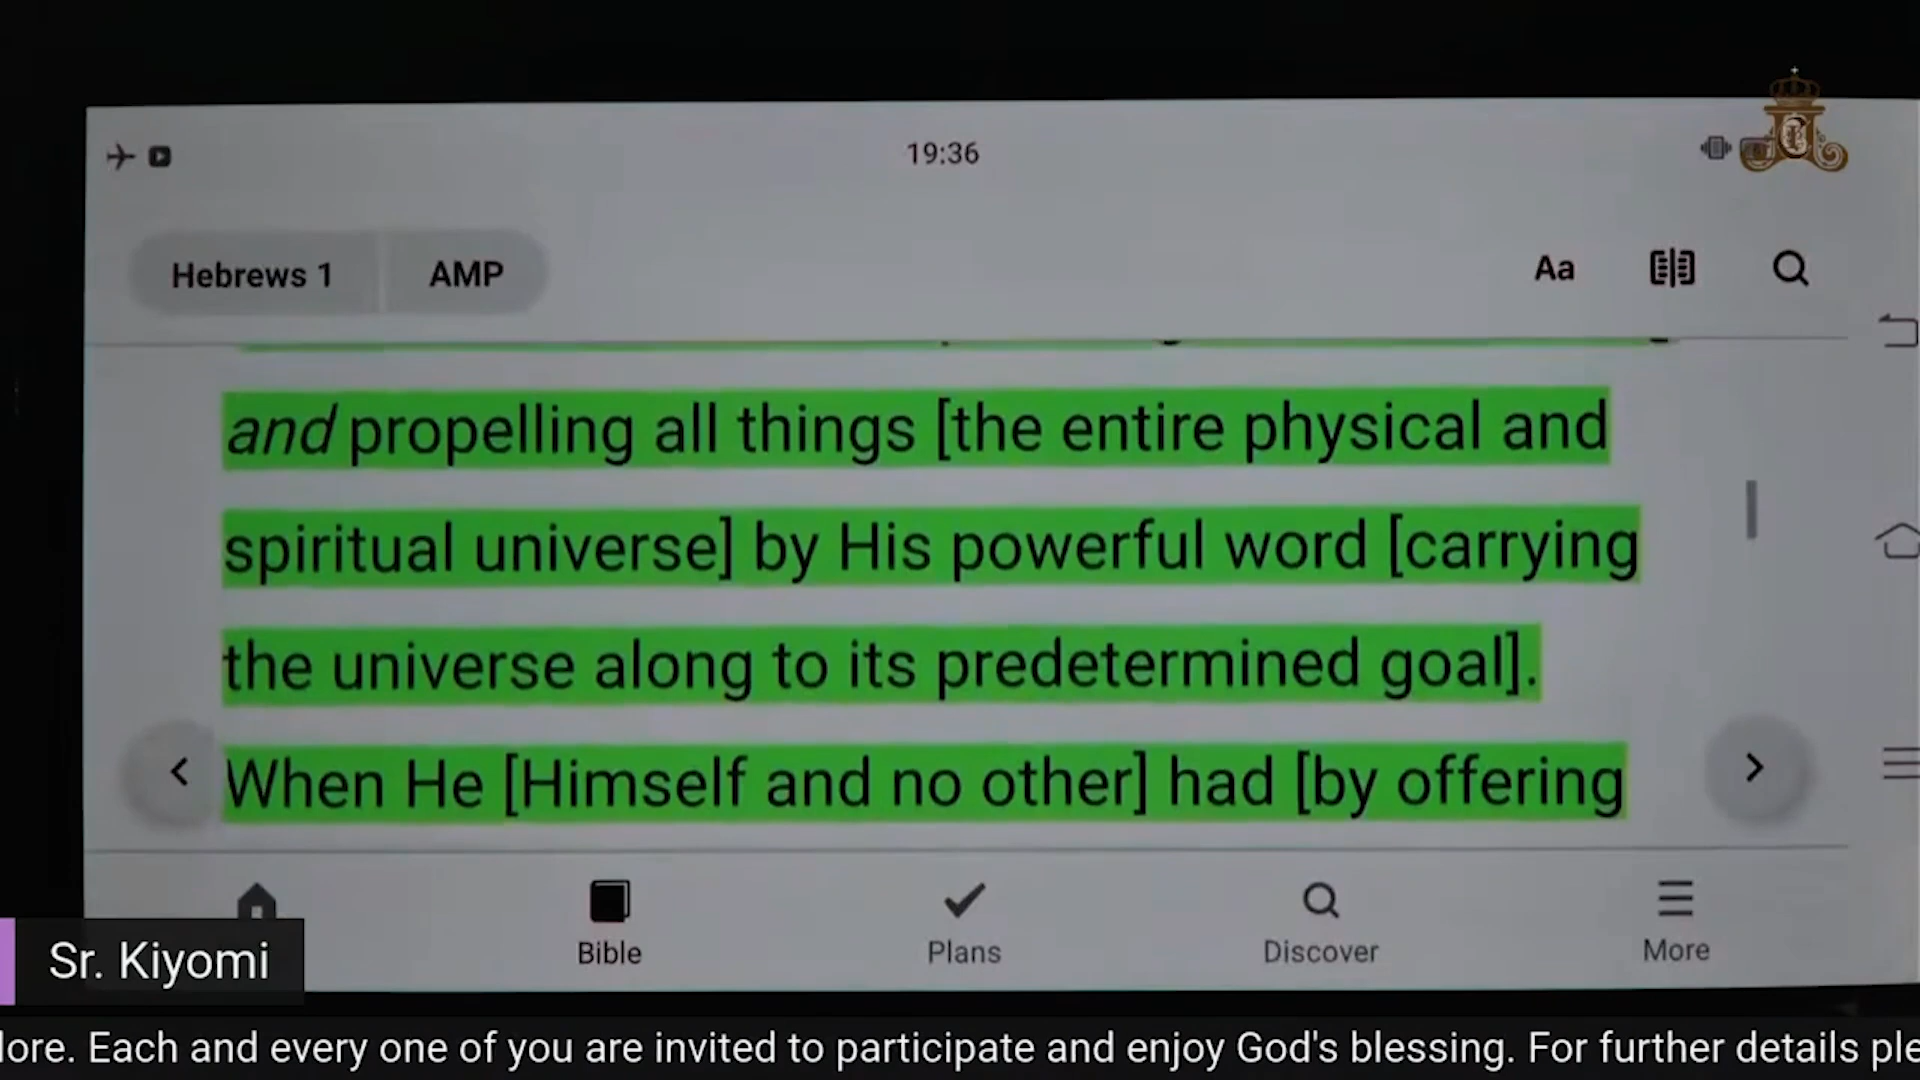 19:36
Hebrews 1 AMP Aa
and propelling all things [the entire physical and
spiritual universe] by His powerful word [carrying
the universe along to its predetermined goal].
When He [Himself and no other] had [by offering
Bible Plans Discover More
Sr. Kiyomi
Each and every one of you are invited to participate and enjoy God's blessing. For further details